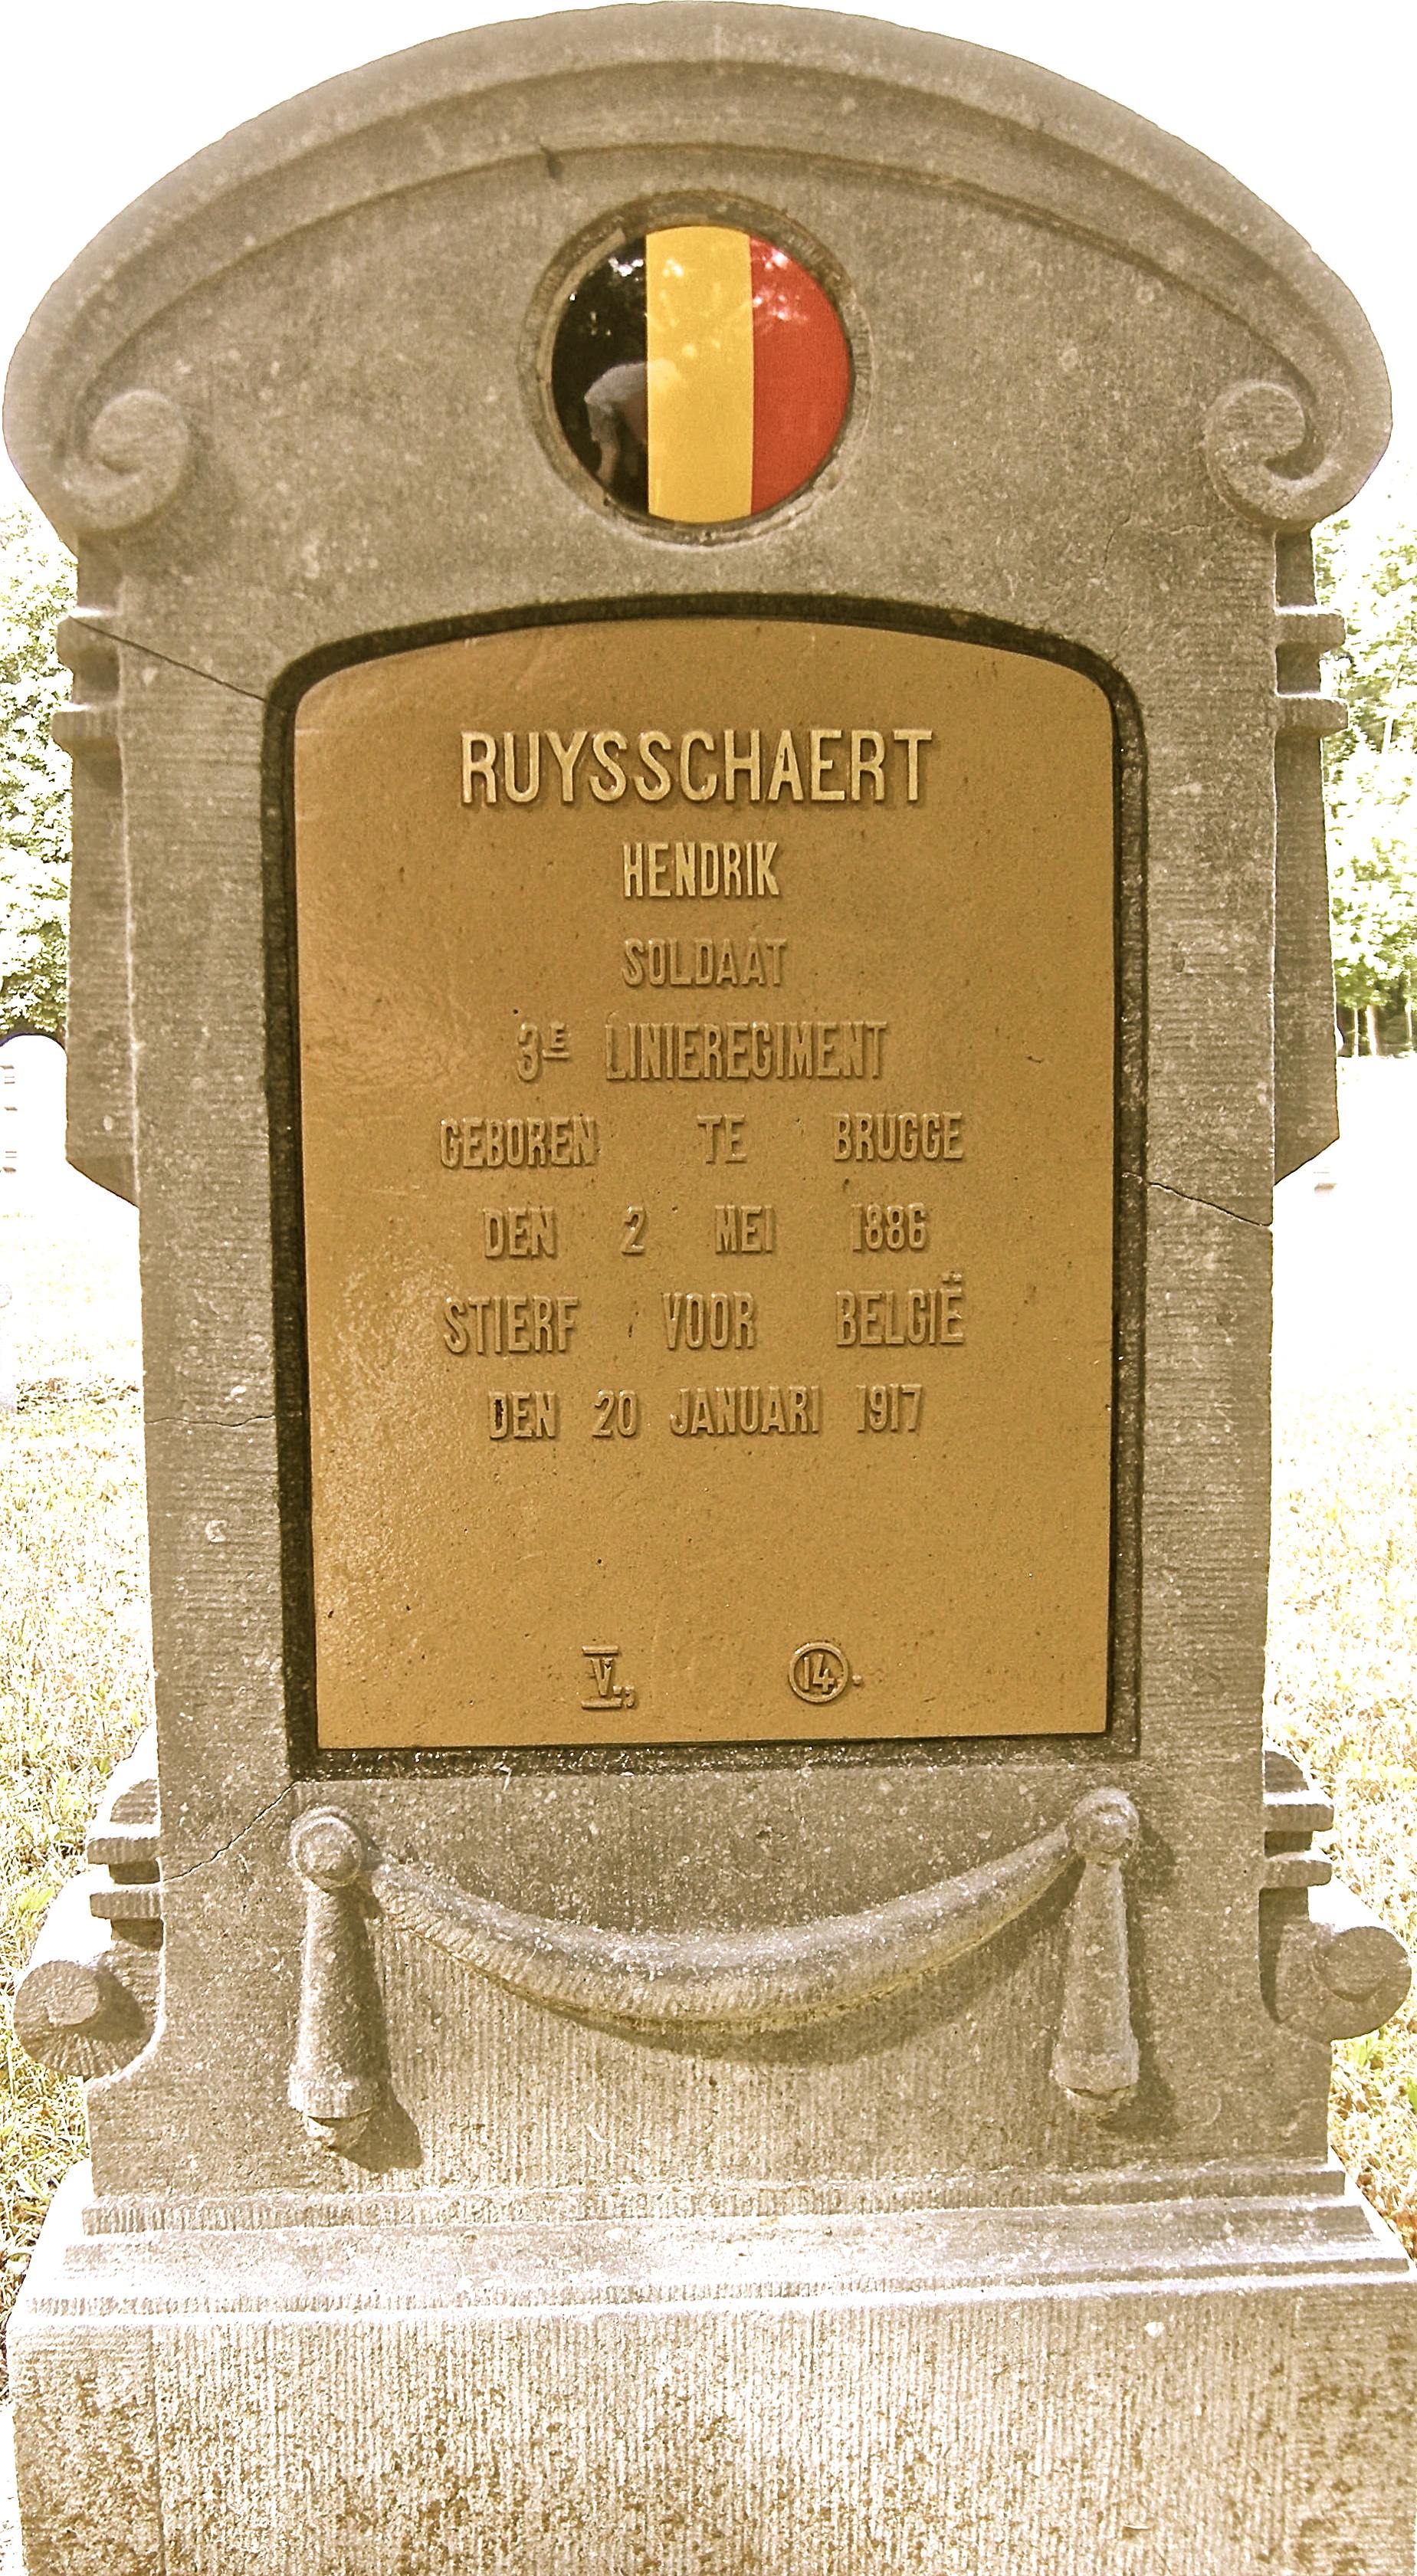 RUYSSCHAERT
HENDRIK
SOLDAAT
3E LINIEREGIMENT
GEBOREN TE BRUGGE
DEN 2 MEI 1886
STIERF VOOR BELGIË
DEN 20 JANUARI 1917
V., 14.